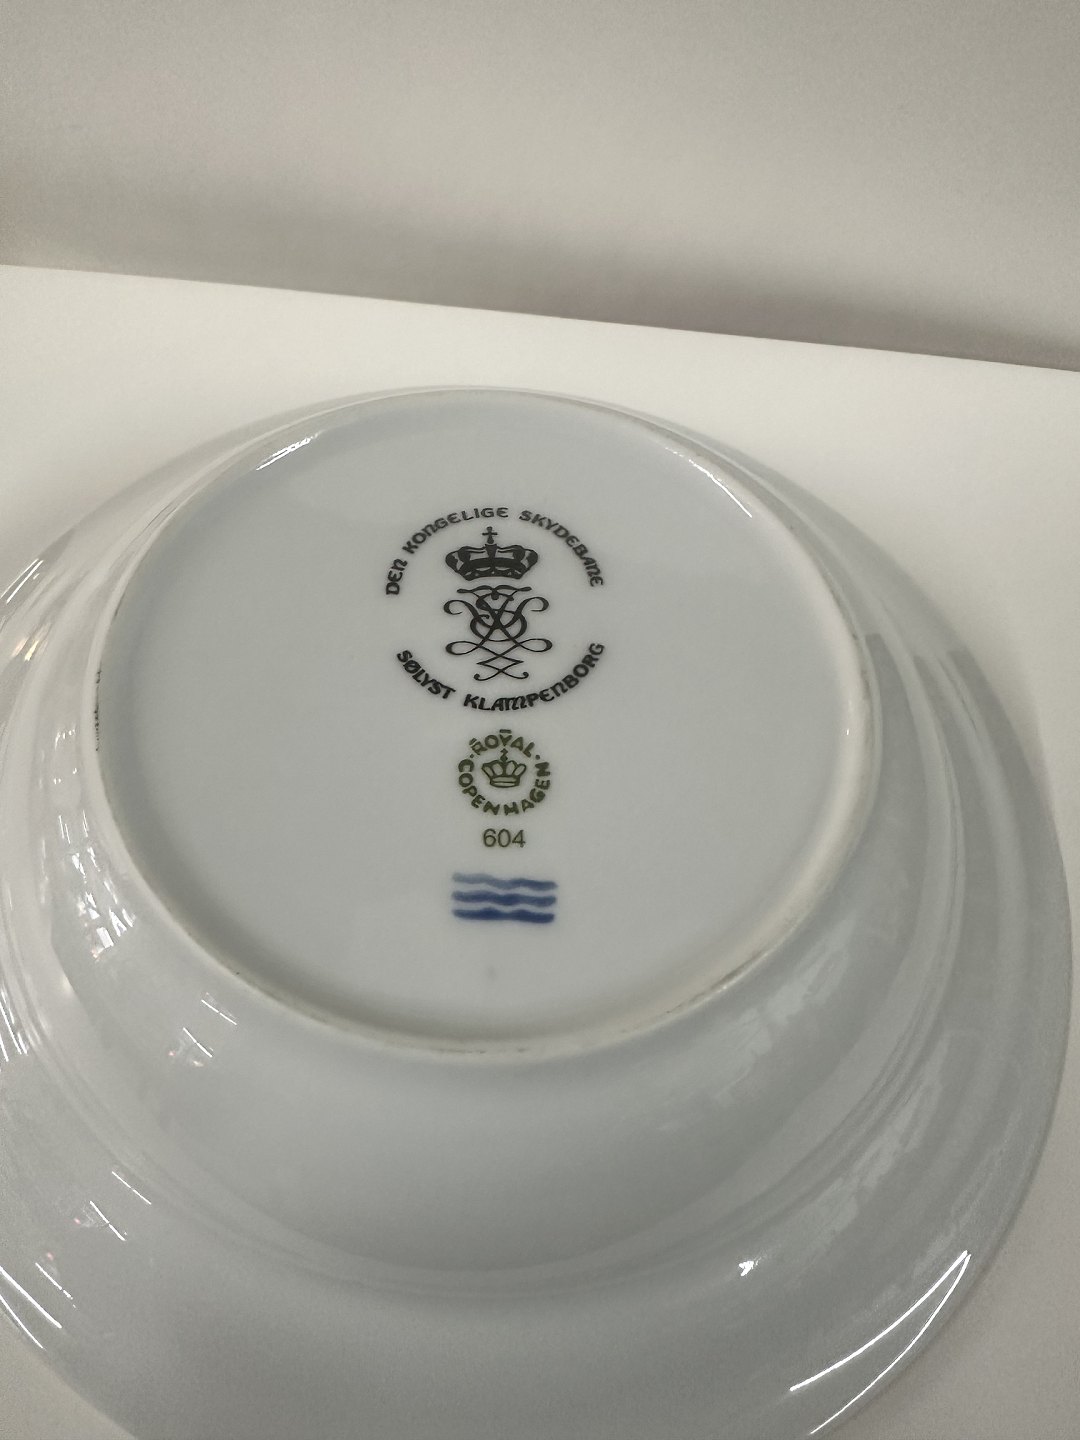 DEN KONGELIGE SKYDEBANE
SØLYST KLAMPENBORG
ROYAL
COPENHAGEN
604